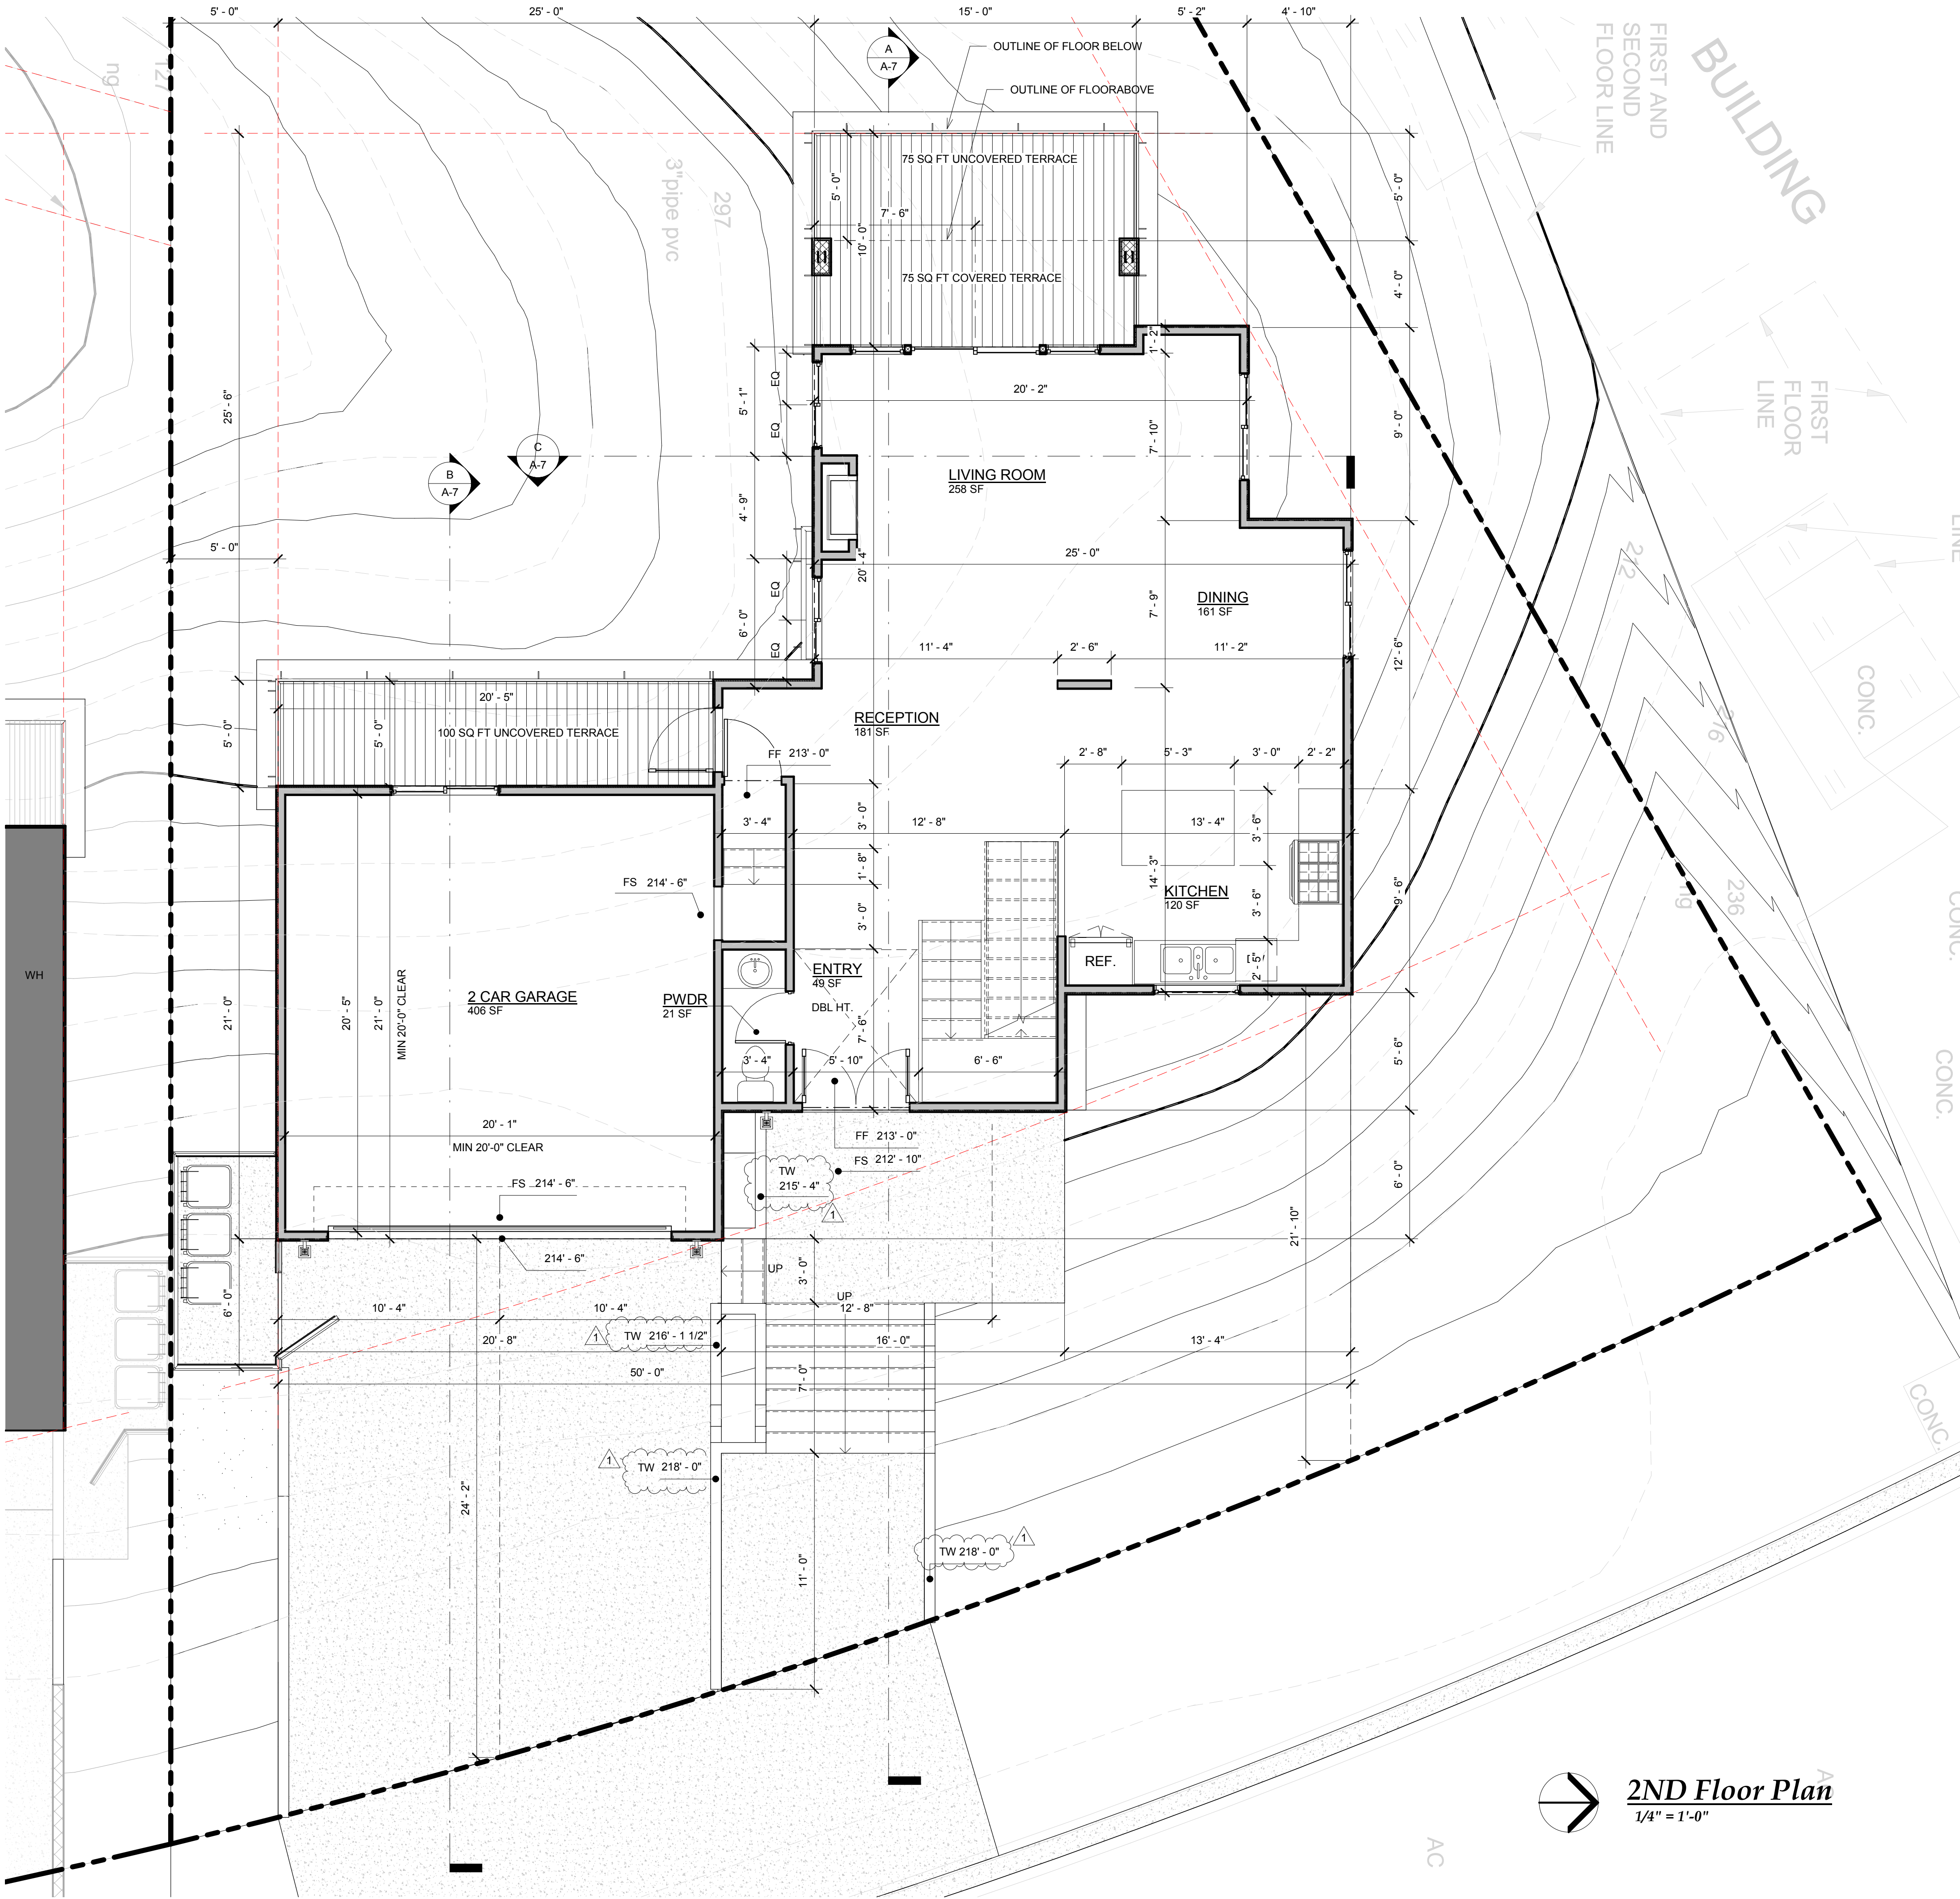 5' - 0"
25' - 0"
15' - 0"
5' - 2"
4' - 10"
A
A-7
OUTLINE OF FLOOR BELOW
OUTLINE OF FLOORABOVE
FIRST AND
SECOND
FLOOR LINE
BUILDING
127
ng
3"pipe pvc
297
75 SQ FT UNCOVERED TERRACE
5' - 0"
7' - 6"
10' - 0"
75 SQ FT COVERED TERRACE
5' - 0"
4' - 0"
25' - 6"
1' - 2"
20' - 2"
5' - 1"
EQ
EQ
7' - 10"
9' - 0"
FIRST
FLOOR
LINE
B
A-7
C
A-7
LIVING ROOM
258 SF
4' - 9"
5' - 0"
20' - 4"
25' - 0"
LINE
212
EQ
EQ
6' - 0"
7' - 9"
DINING
161 SF
11' - 4"
2' - 6"
11' - 2"
12' - 6"
CONC.
20' - 5"
5' - 0"
5' - 0"
100 SQ FT UNCOVERED TERRACE
RECEPTION
181 SF
FF 213' - 0"
2' - 8"
5' - 3"
3' - 0"
2' - 2"
276
3' - 4"
3' - 0"
12' - 8"
13' - 4"
3' - 6"
1' - 8"
14' - 3"
FS 214' - 6"
KITCHEN
120 SF
3' - 6"
9' - 6"
236
ng
CONC.
3' - 0"
WH
2 CAR GARAGE
406 SF
PWDR
21 SF
ENTRY
49 SF
DBL HT.
REF.
2' - 5"
21' - 0"
20' - 5"
21' - 0"
MIN 20'-0" CLEAR
7' - 6"
3' - 4"
5' - 10"
6' - 6"
5' - 6"
CONC.
20' - 1"
MIN 20'-0" CLEAR
FF 213' - 0"
FS 212' - 10"
TW
215' - 4"
1
FS 214' - 6"
6' - 0"
21' - 10"
214' - 6"
UP
3' - 0"
6' - 0"
UP
10' - 4"
10' - 4"
12' - 8"
1
TW 216' - 1 1/2"
20' - 8"
16' - 0"
13' - 4"
50' - 0"
7' - 0"
CONC.
1
TW 218' - 0"
24' - 2"
11' - 0"
TW 218' - 0"
1
2ND Floor Plan
1/4" = 1'-0"
AC